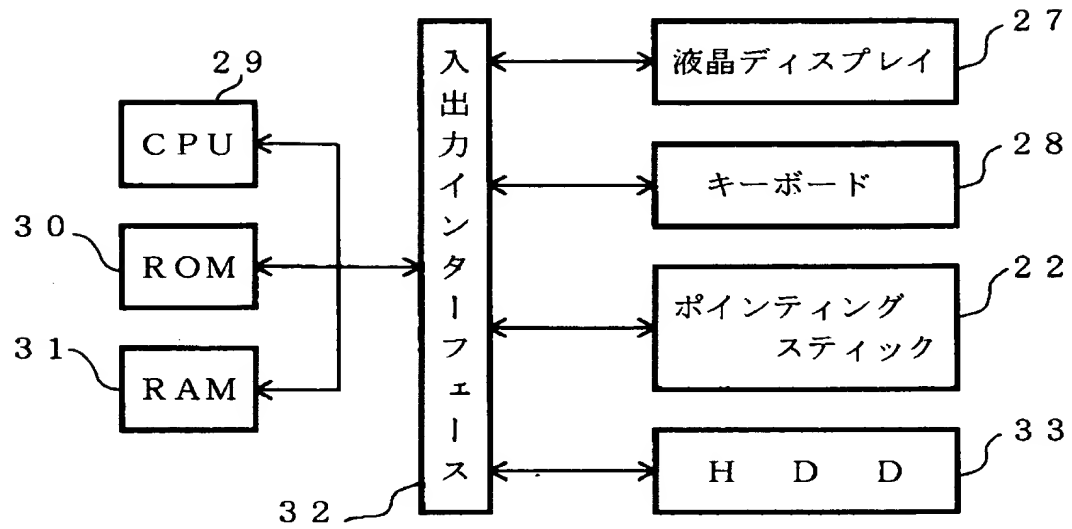 29
CPU
30
ROM
31
RAM
入出力インターフェース
32
液晶ディスプレイ
27
キーボード
28
ポインティング
スティック
22
HDD
33